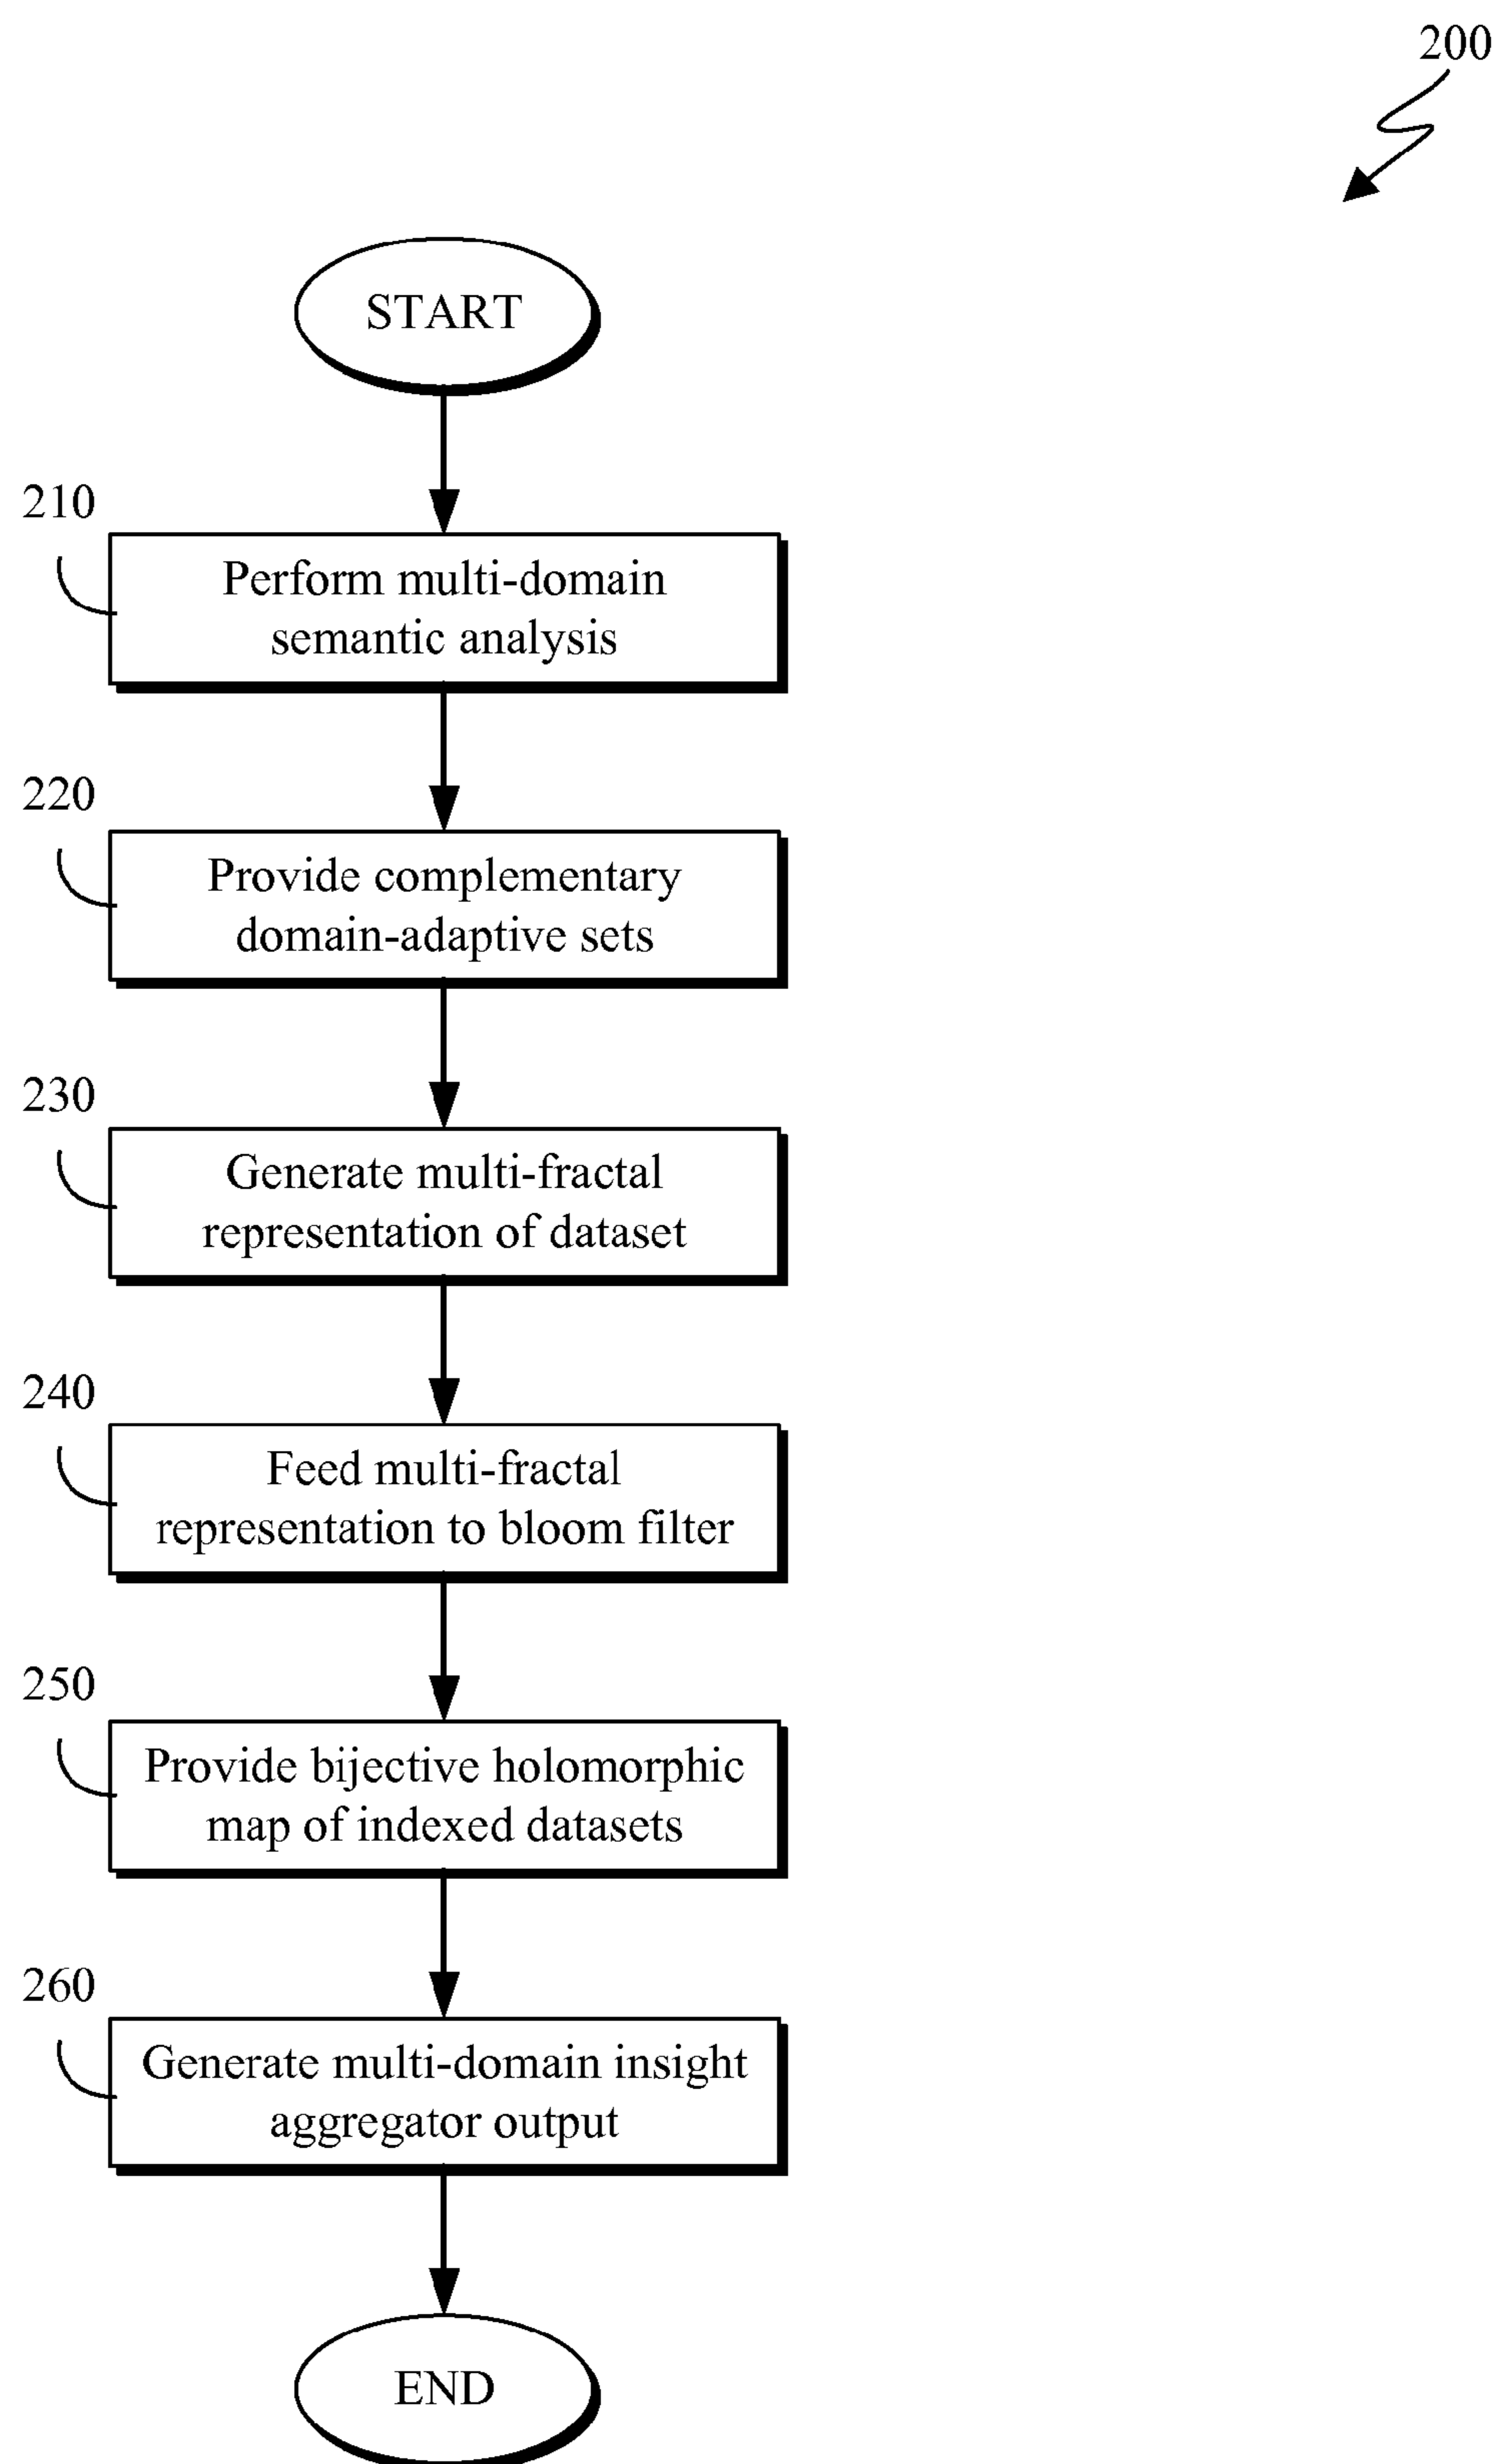 200
START
210
Perform multi-domain
semantic analysis
220
Provide complementary
domain-adaptive sets
230
Generate multi-fractal
representation of dataset
240
Feed multi-fractal
representation to bloom filter
250
Provide bijective holomorphic
map of indexed datasets
260
Generate multi-domain insight
aggregator output
END